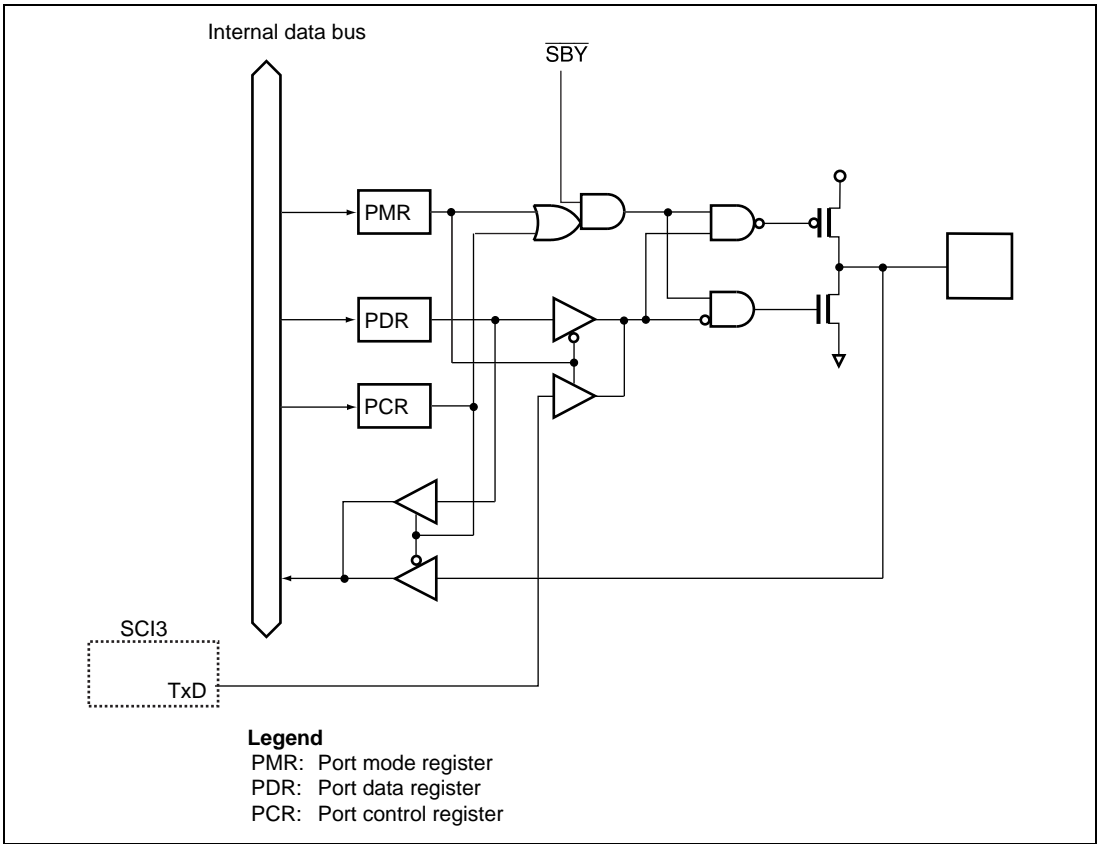 Internal data bus
SBY
PMR
PDR
PCR
SCI3
TxD
Legend
PMR: Port mode register
PDR: Port data register
PCR: Port control register